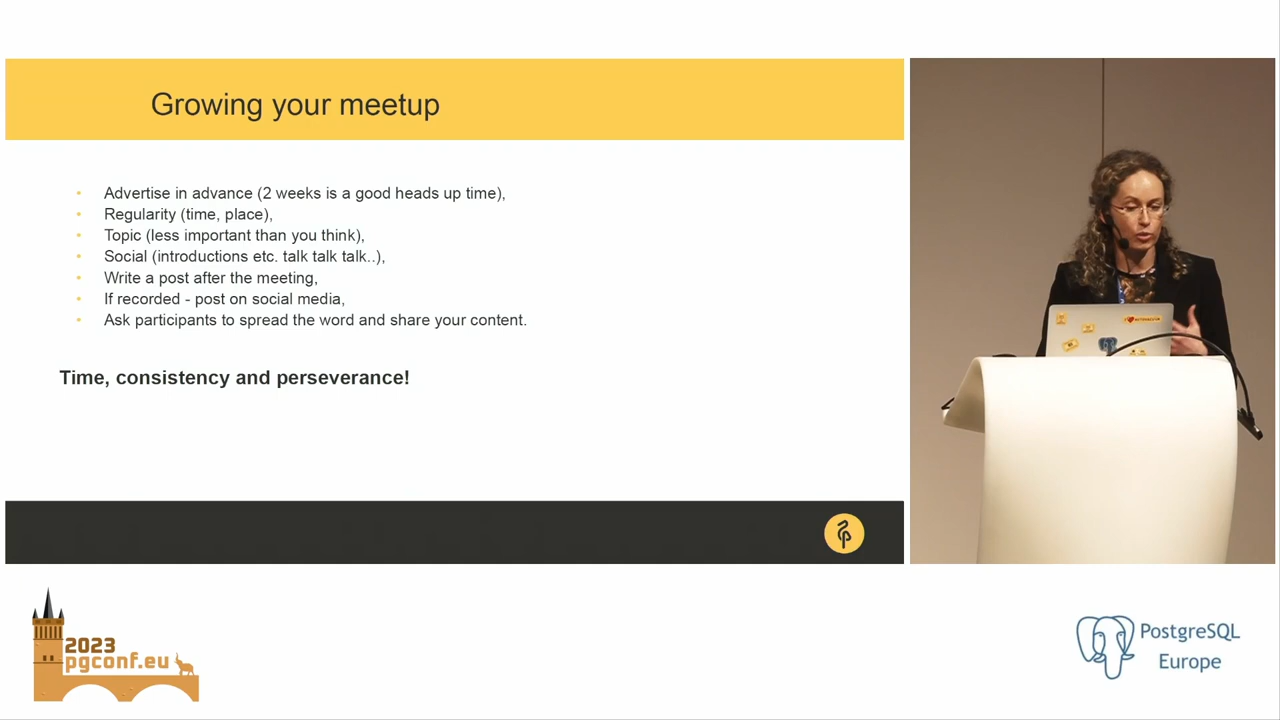 Growing your meetup
Advertise in advance (2 weeks is a good heads up time),
Regularity (time, place),
Topic (less important than you think),
Social (introductions etc. talk talk talk..),
Write a post after the meeting,
If recorded - post on social media,
Ask participants to spread the word and share your content.
Time, consistency and perseverance!
2023
pgconf.eu
PostgreSQL
Europe